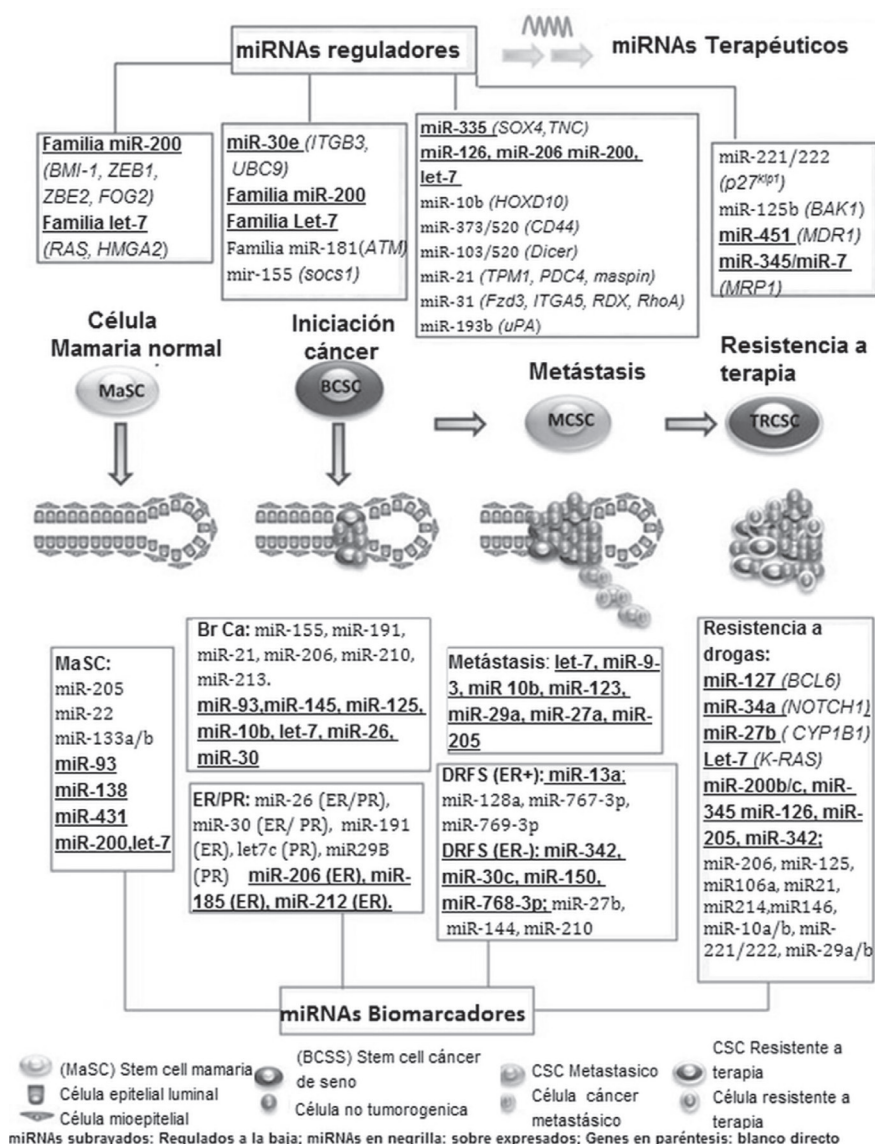 miRNAs reguladores
miRNAs Terapéuticos
Familia miR-200
(BMI-1, ZEB1,
ZBE2, FOG2)
Familia let-7
(RAS, HMGA2)
miR-30e (ITGB3,
UBC9)
Familia miR-200
Familia Let-7
Familia miR-181(ATM)
mir-155 (socs1)
miR-335 (SOX4,TNC)
miR-126, miR-206 miR-200,
let-7
miR-10b (HOXD10)
miR-373/520 (CD44)
miR-103/520 (Dicer)
miR-21 (TPM1, PDC4, maspin)
miR-31 (Fzd3, ITGA5, RDX, RhoA)
miR-193b (uPA)
miR-221/222
(p27kip1)
miR-125b (BAK1)
miR-451 (MDR1)
miR-345/miR-7
(MRP1)
Célula
Mamaria normal
Iniciación
cáncer
Metástasis
Resistencia a
terapia
MaSC
BCSC
MCSC
TRCSC
MaSC:
miR-205
miR-22
miR-133a/b
miR-93
miR-138
miR-431
miR-200,let-7
Br Ca: miR-155, miR-191,
miR-21, miR-206, miR-210,
miR-213.
miR-93,miR-145, miR-125,
miR-10b, let-7, miR-26,
miR-30
ER/PR: miR-26 (ER/PR),
miR-30 (ER/ PR), miR-191
(ER), let7c (PR), miR29B
(PR) miR-206 (ER), miR-
185 (ER), miR-212 (ER).
Metástasis: let-7, miR-9-
3, miR 10b, miR-123,
miR-29a, miR-27a, miR-
205
DRFS (ER+): miR-13a;
miR-128a, miR-767-3p,
miR-769-3p
DRFS (ER-): miR-342,
miR-30c, miR-150,
miR-768-3p; miR-27b,
miR-144, miR-210
Resistencia a
drogas:
miR-127 (BCL6)
miR-34a (NOTCH1)
miR-27b ( CYP1B1)
Let-7 (K-RAS)
miR-200b/c, miR-
345 miR-126, miR-
205, miR-342;
miR-206, miR-125,
miR106a, miR21,
miR214,miR146,
miR-10a/b, miR-
221/222, miR-29a/b
miRNAs Biomarcadores
(MaSC) Stem cell mamaria
Célula epitelial luminal
Célula mioepitelial
(BCSS) Stem cell cáncer
de seno
Célula no tumorogenica
CSC Metastasico
Célula cáncer
metastásico
CSC Resistente a
terapia
Célula resistente a
terapia
miRNAs subrayados: Regulados a la baja; miRNAs en negrilla: sobre expresados; Genes en paréntesis: blanco directo